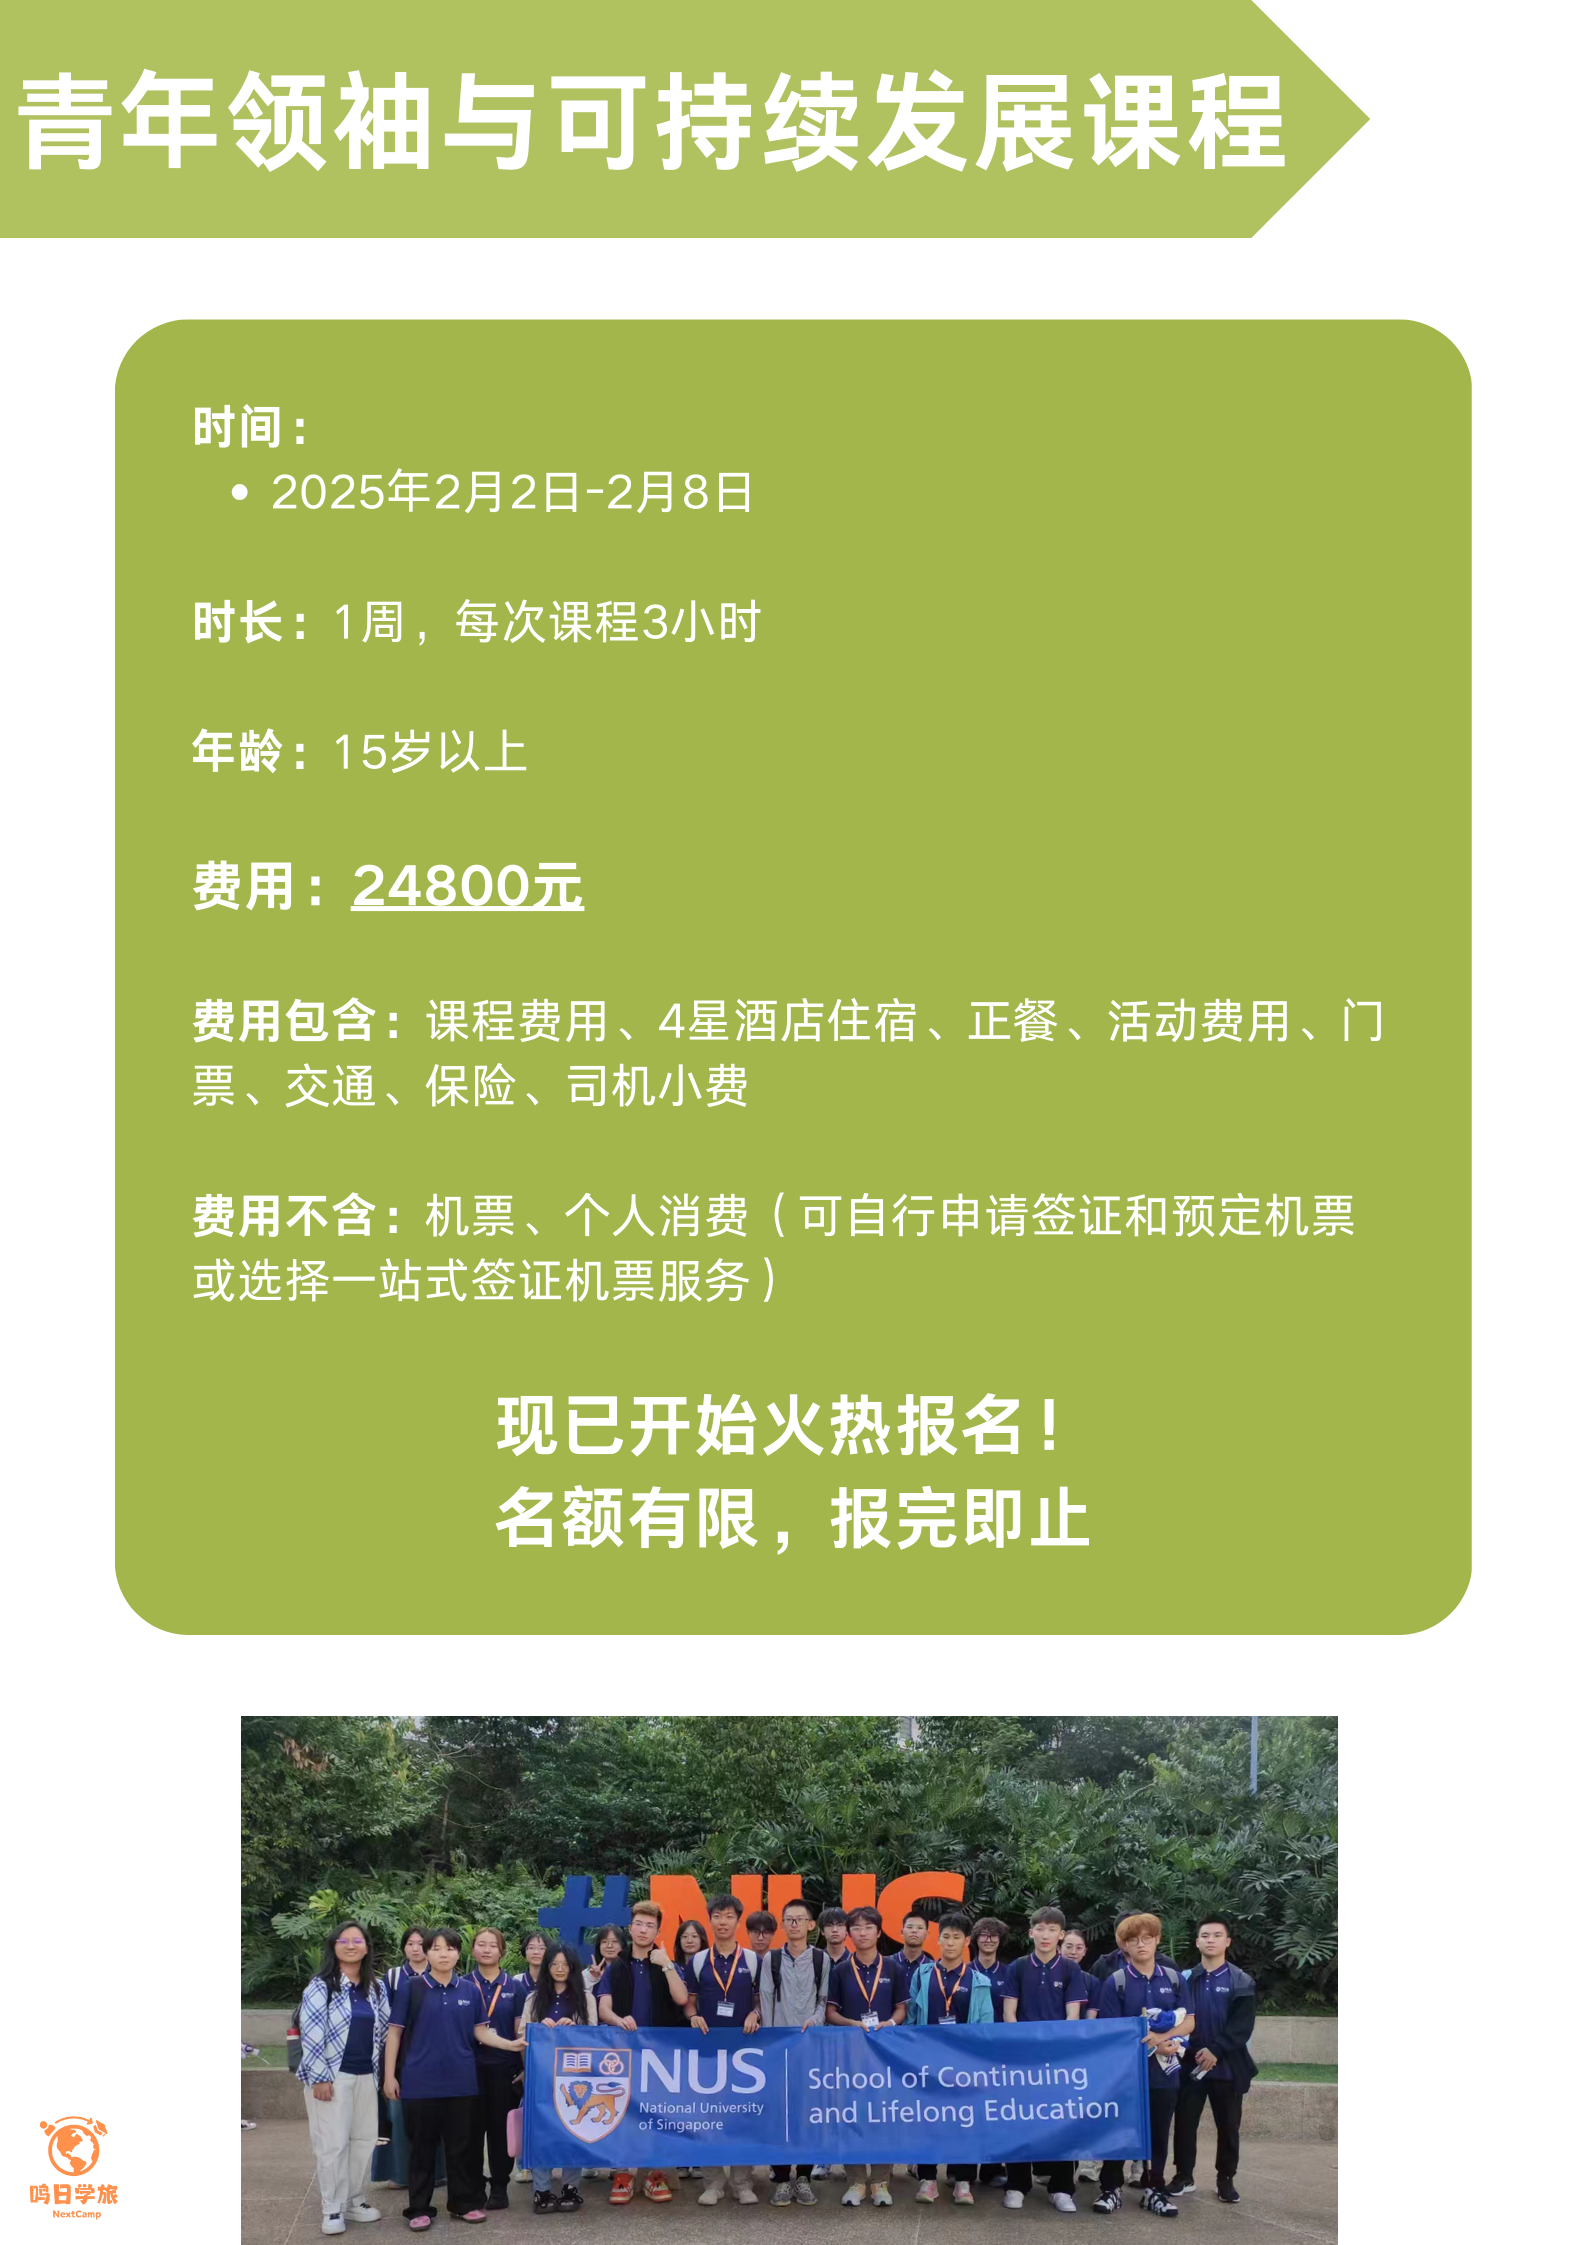 青年领袖与可持续发展课程
时间：
• 2025年2月2日-2月8日
时长：1周，每次课程3小时
年龄：15岁以上
费用：24800元
费用包含：课程费用、4星酒店住宿、正餐、活动费用、门
票、交通、保险、司机小费
费用不含：机票、个人消费（可自行申请签证和预定机票
或选择一站式签证机票服务）
现已开始火热报名！
名额有限，报完即止
#NUS
NUS
National University
of Singapore
School of Continuing
and Lifelong Education
鸣日学旅
NextCamp